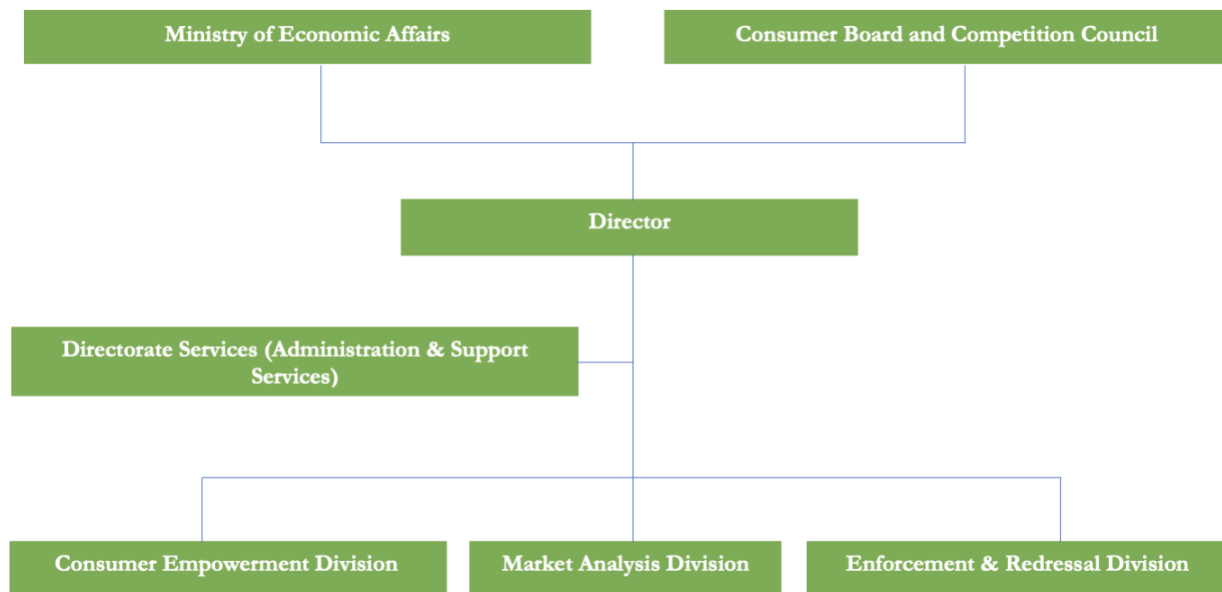 Ministry of Economic Affairs
Consumer Board and Competition Council
Director
Directorate Services (Administration & Support
Services)
Consumer Empowerment Division
Market Analysis Division
Enforcement & Redressal Division